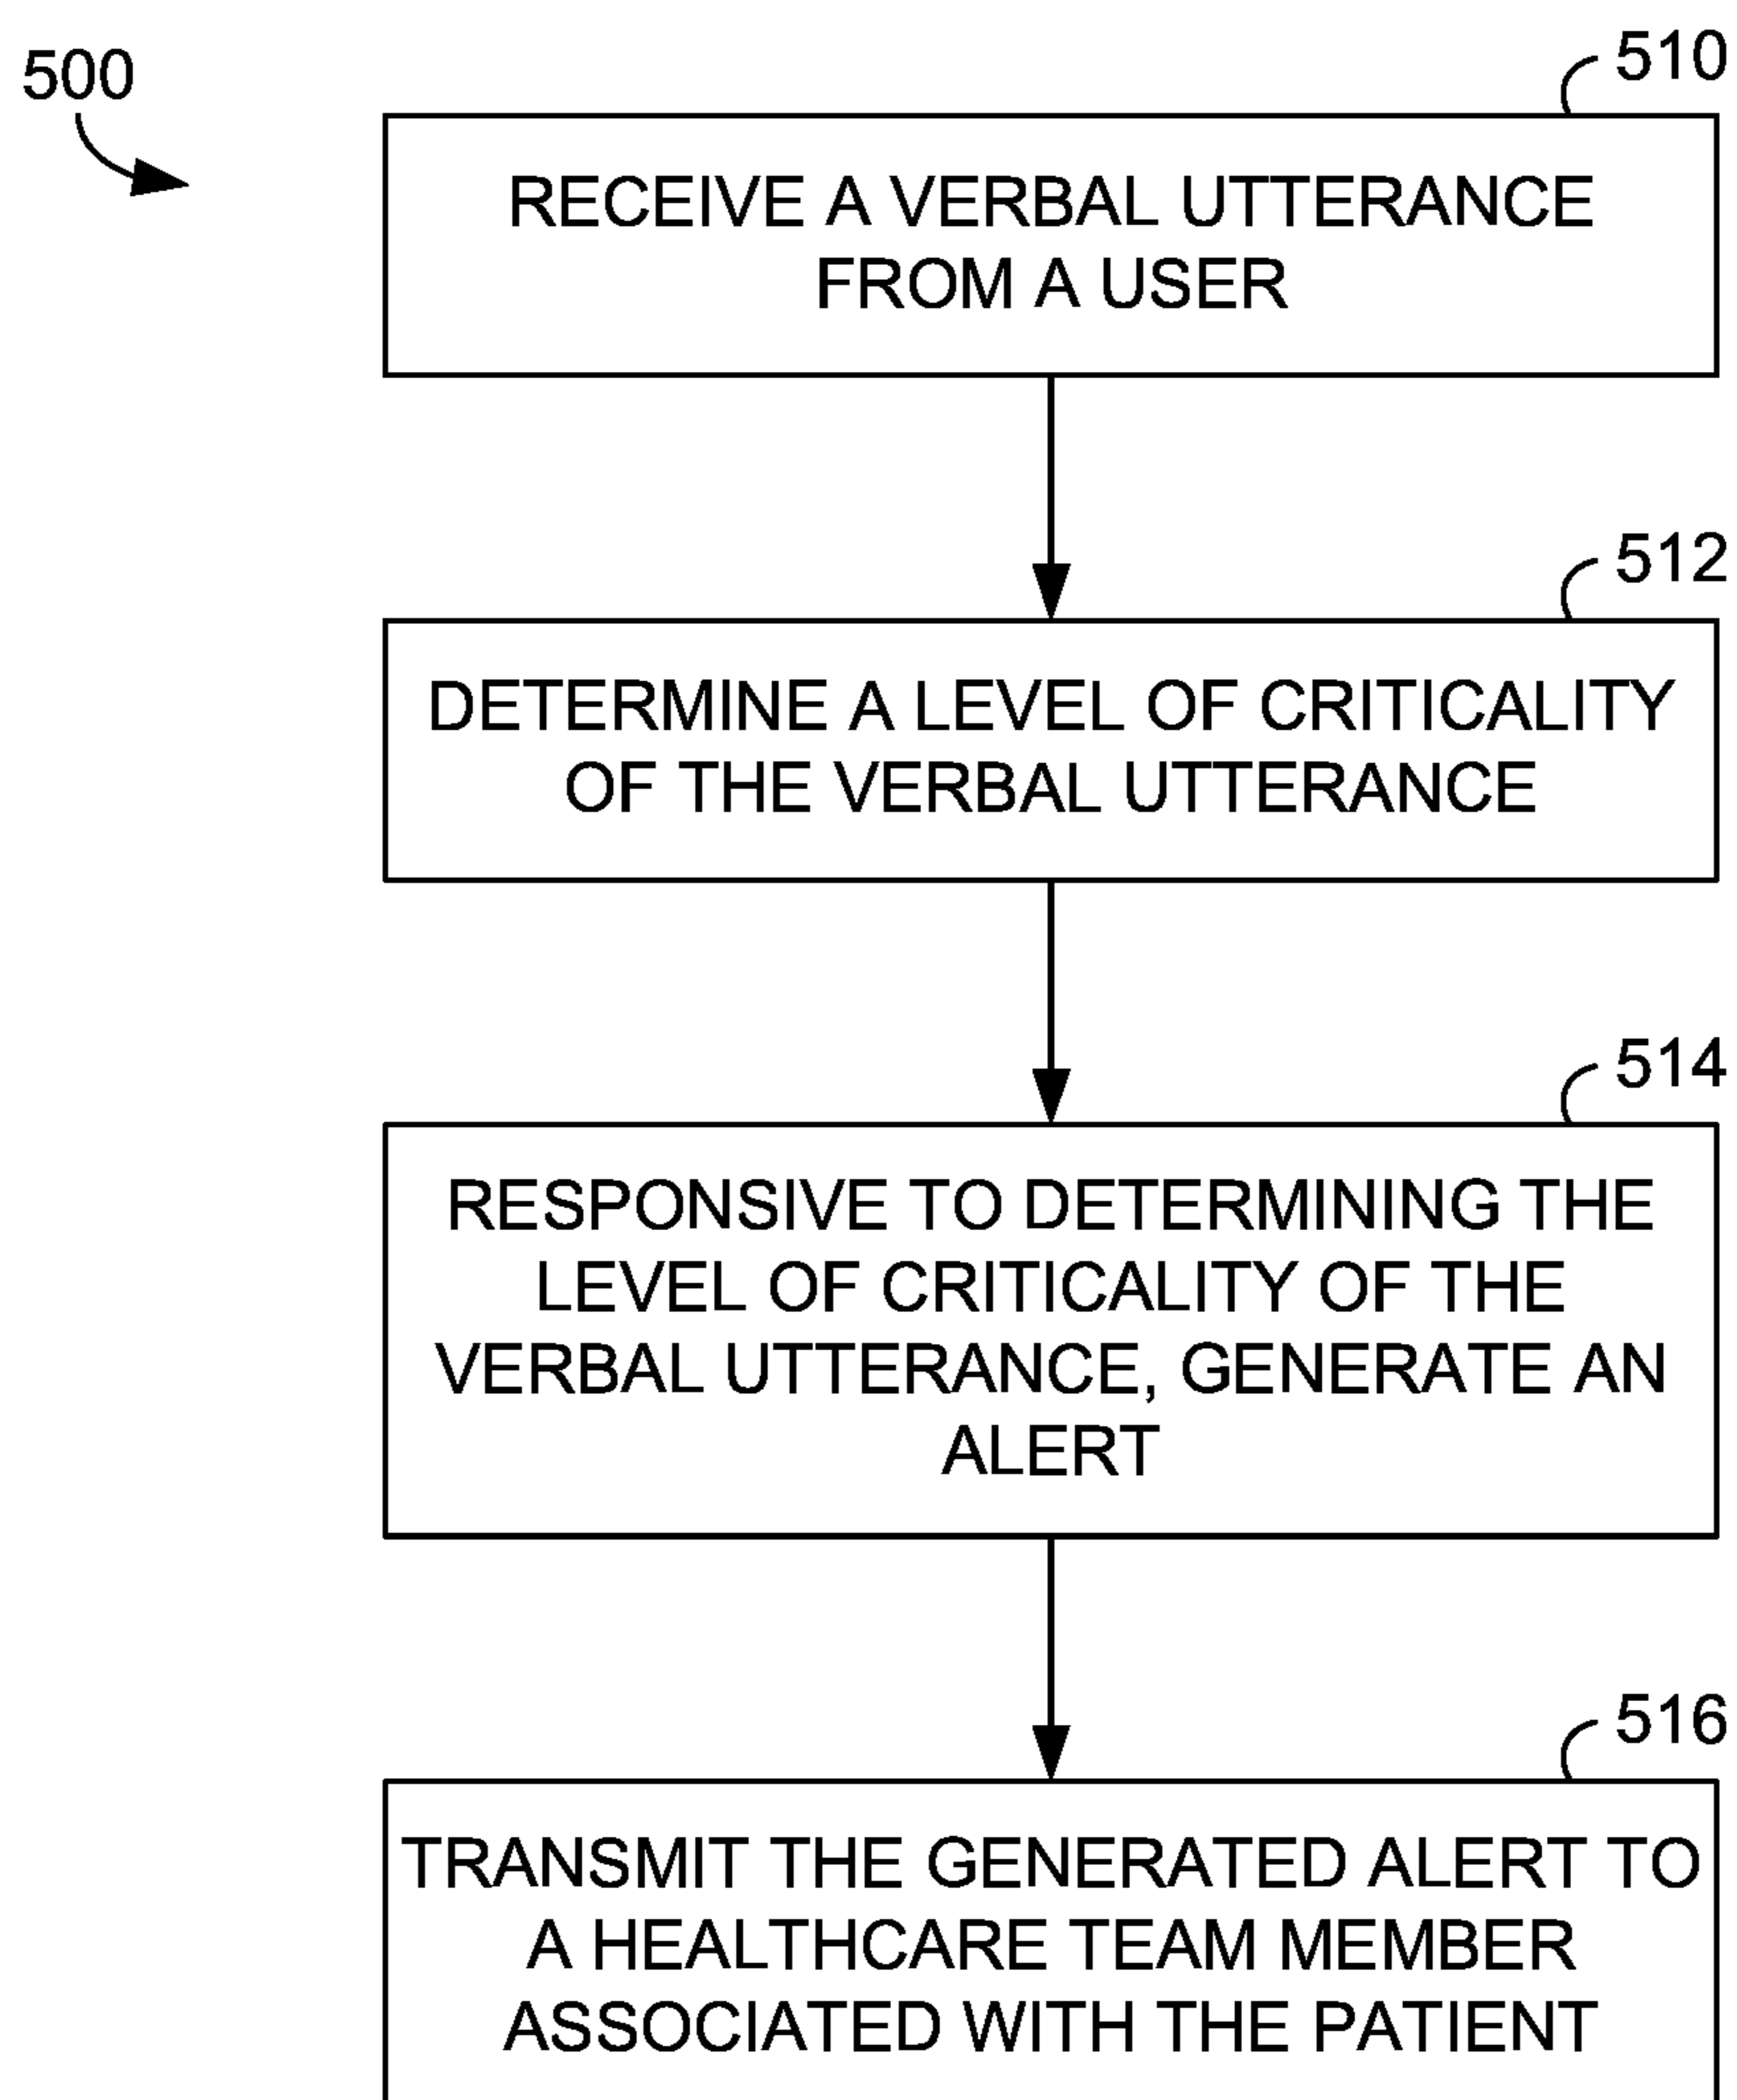 500
510
RECEIVE A VERBAL UTTERANCE
FROM A USER
512
DETERMINE A LEVEL OF CRITICALITY
OF THE VERBAL UTTERANCE
514
RESPONSIVE TO DETERMINING THE
LEVEL OF CRITICALITY OF THE
VERBAL UTTERANCE, GENERATE AN
ALERT
516
TRANSMIT THE GENERATED ALERT TO
A HEALTHCARE TEAM MEMBER
ASSOCIATED WITH THE PATIENT